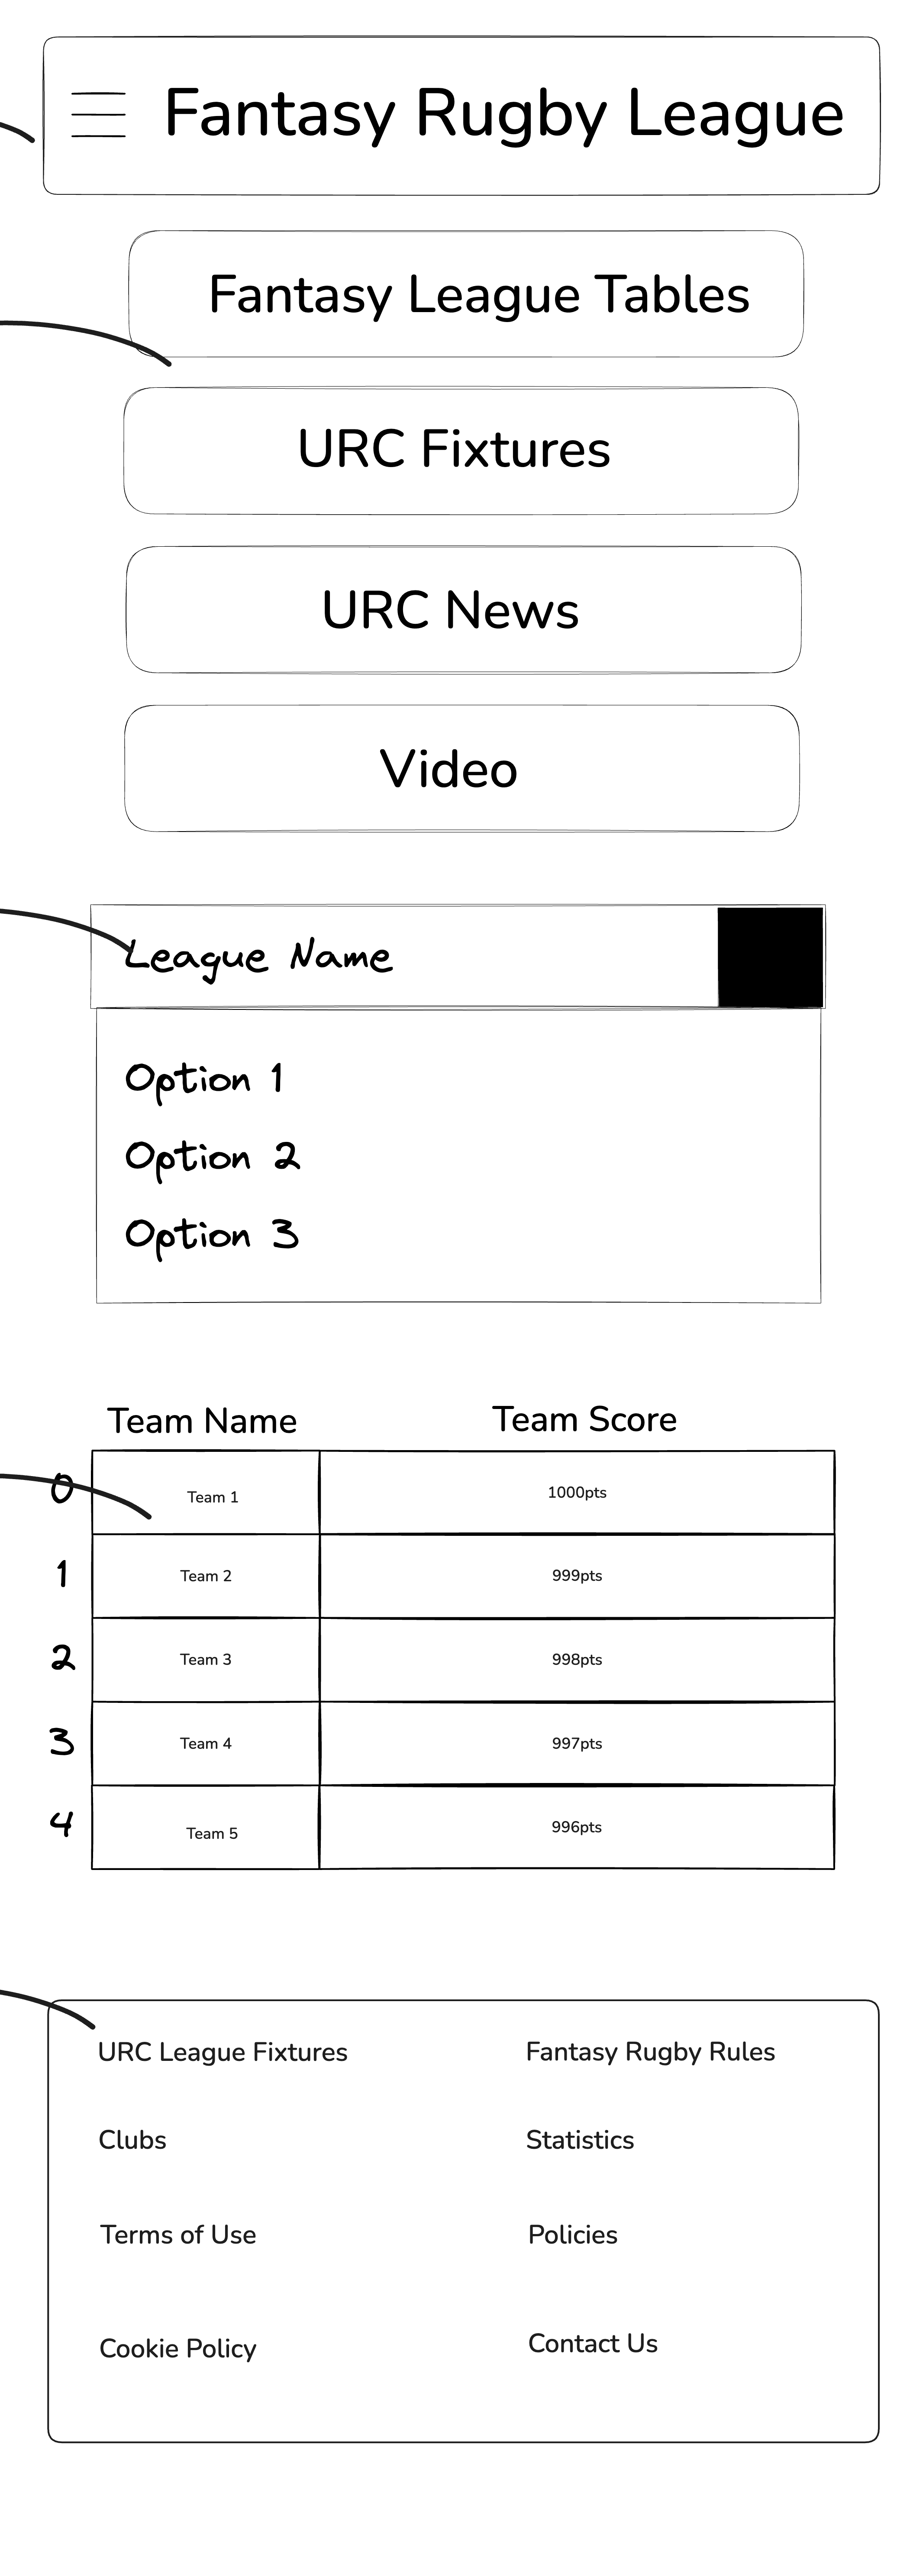 Fantasy Rugby League
Fantasy League Tables
URC Fixtures
URC News
Video
League Name
Option 1
Option 2
Option 3
Team Name Team Score
0 Team 1 1000pts
1 Team 2 999pts
2 Team 3 998pts
3 Team 4 997pts
4 Team 5 996pts
URC League Fixtures Fantasy Rugby Rules
Clubs Statistics
Terms of Use Policies
Cookie Policy Contact Us